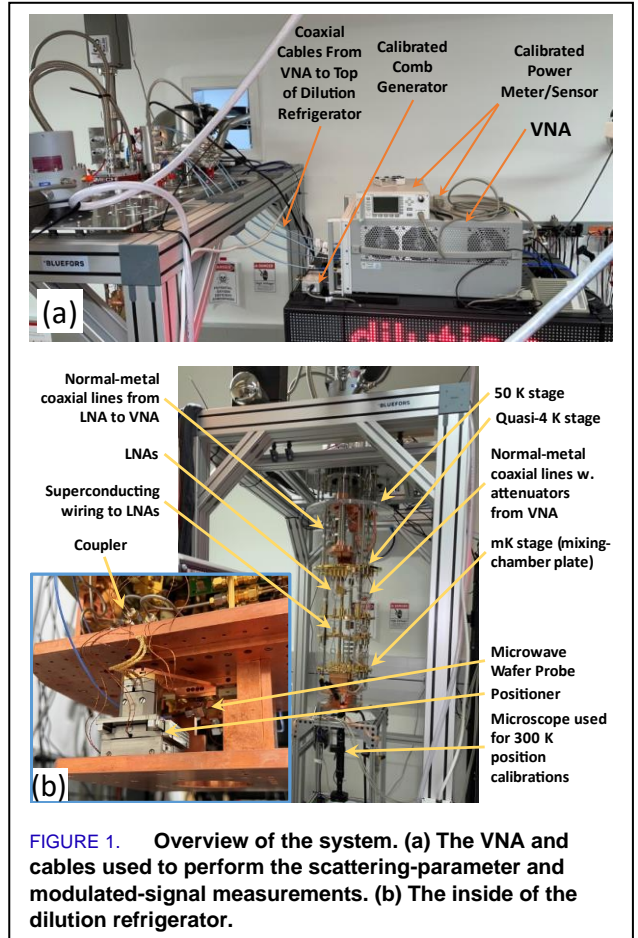 Coaxial
Cables From
VNA to Top
of Dilution
Refrigerator
Calibrated
Comb
Generator
Calibrated
Power
Meter/Sensor
VNA
BLUEFORS
DANGER
DANGER
(a)
dilution
Normal-metal
coaxial lines from
LNA to VNA
LNAs
Superconducting
wiring to LNAs
Coupler
BLUEFORS
50 K stage
Quasi-4 K stage
Normal-metal
coaxial lines w.
attenuators
from VNA
mK stage (mixing-
chamber plate)
Microwave
Wafer Probe
Positioner
Microscope used
for 300 K
position
calibrations
(b)
FIGURE 1. Overview of the system. (a) The VNA and
cables used to perform the scattering-parameter and
modulated-signal measurements. (b) The inside of the
dilution refrigerator.